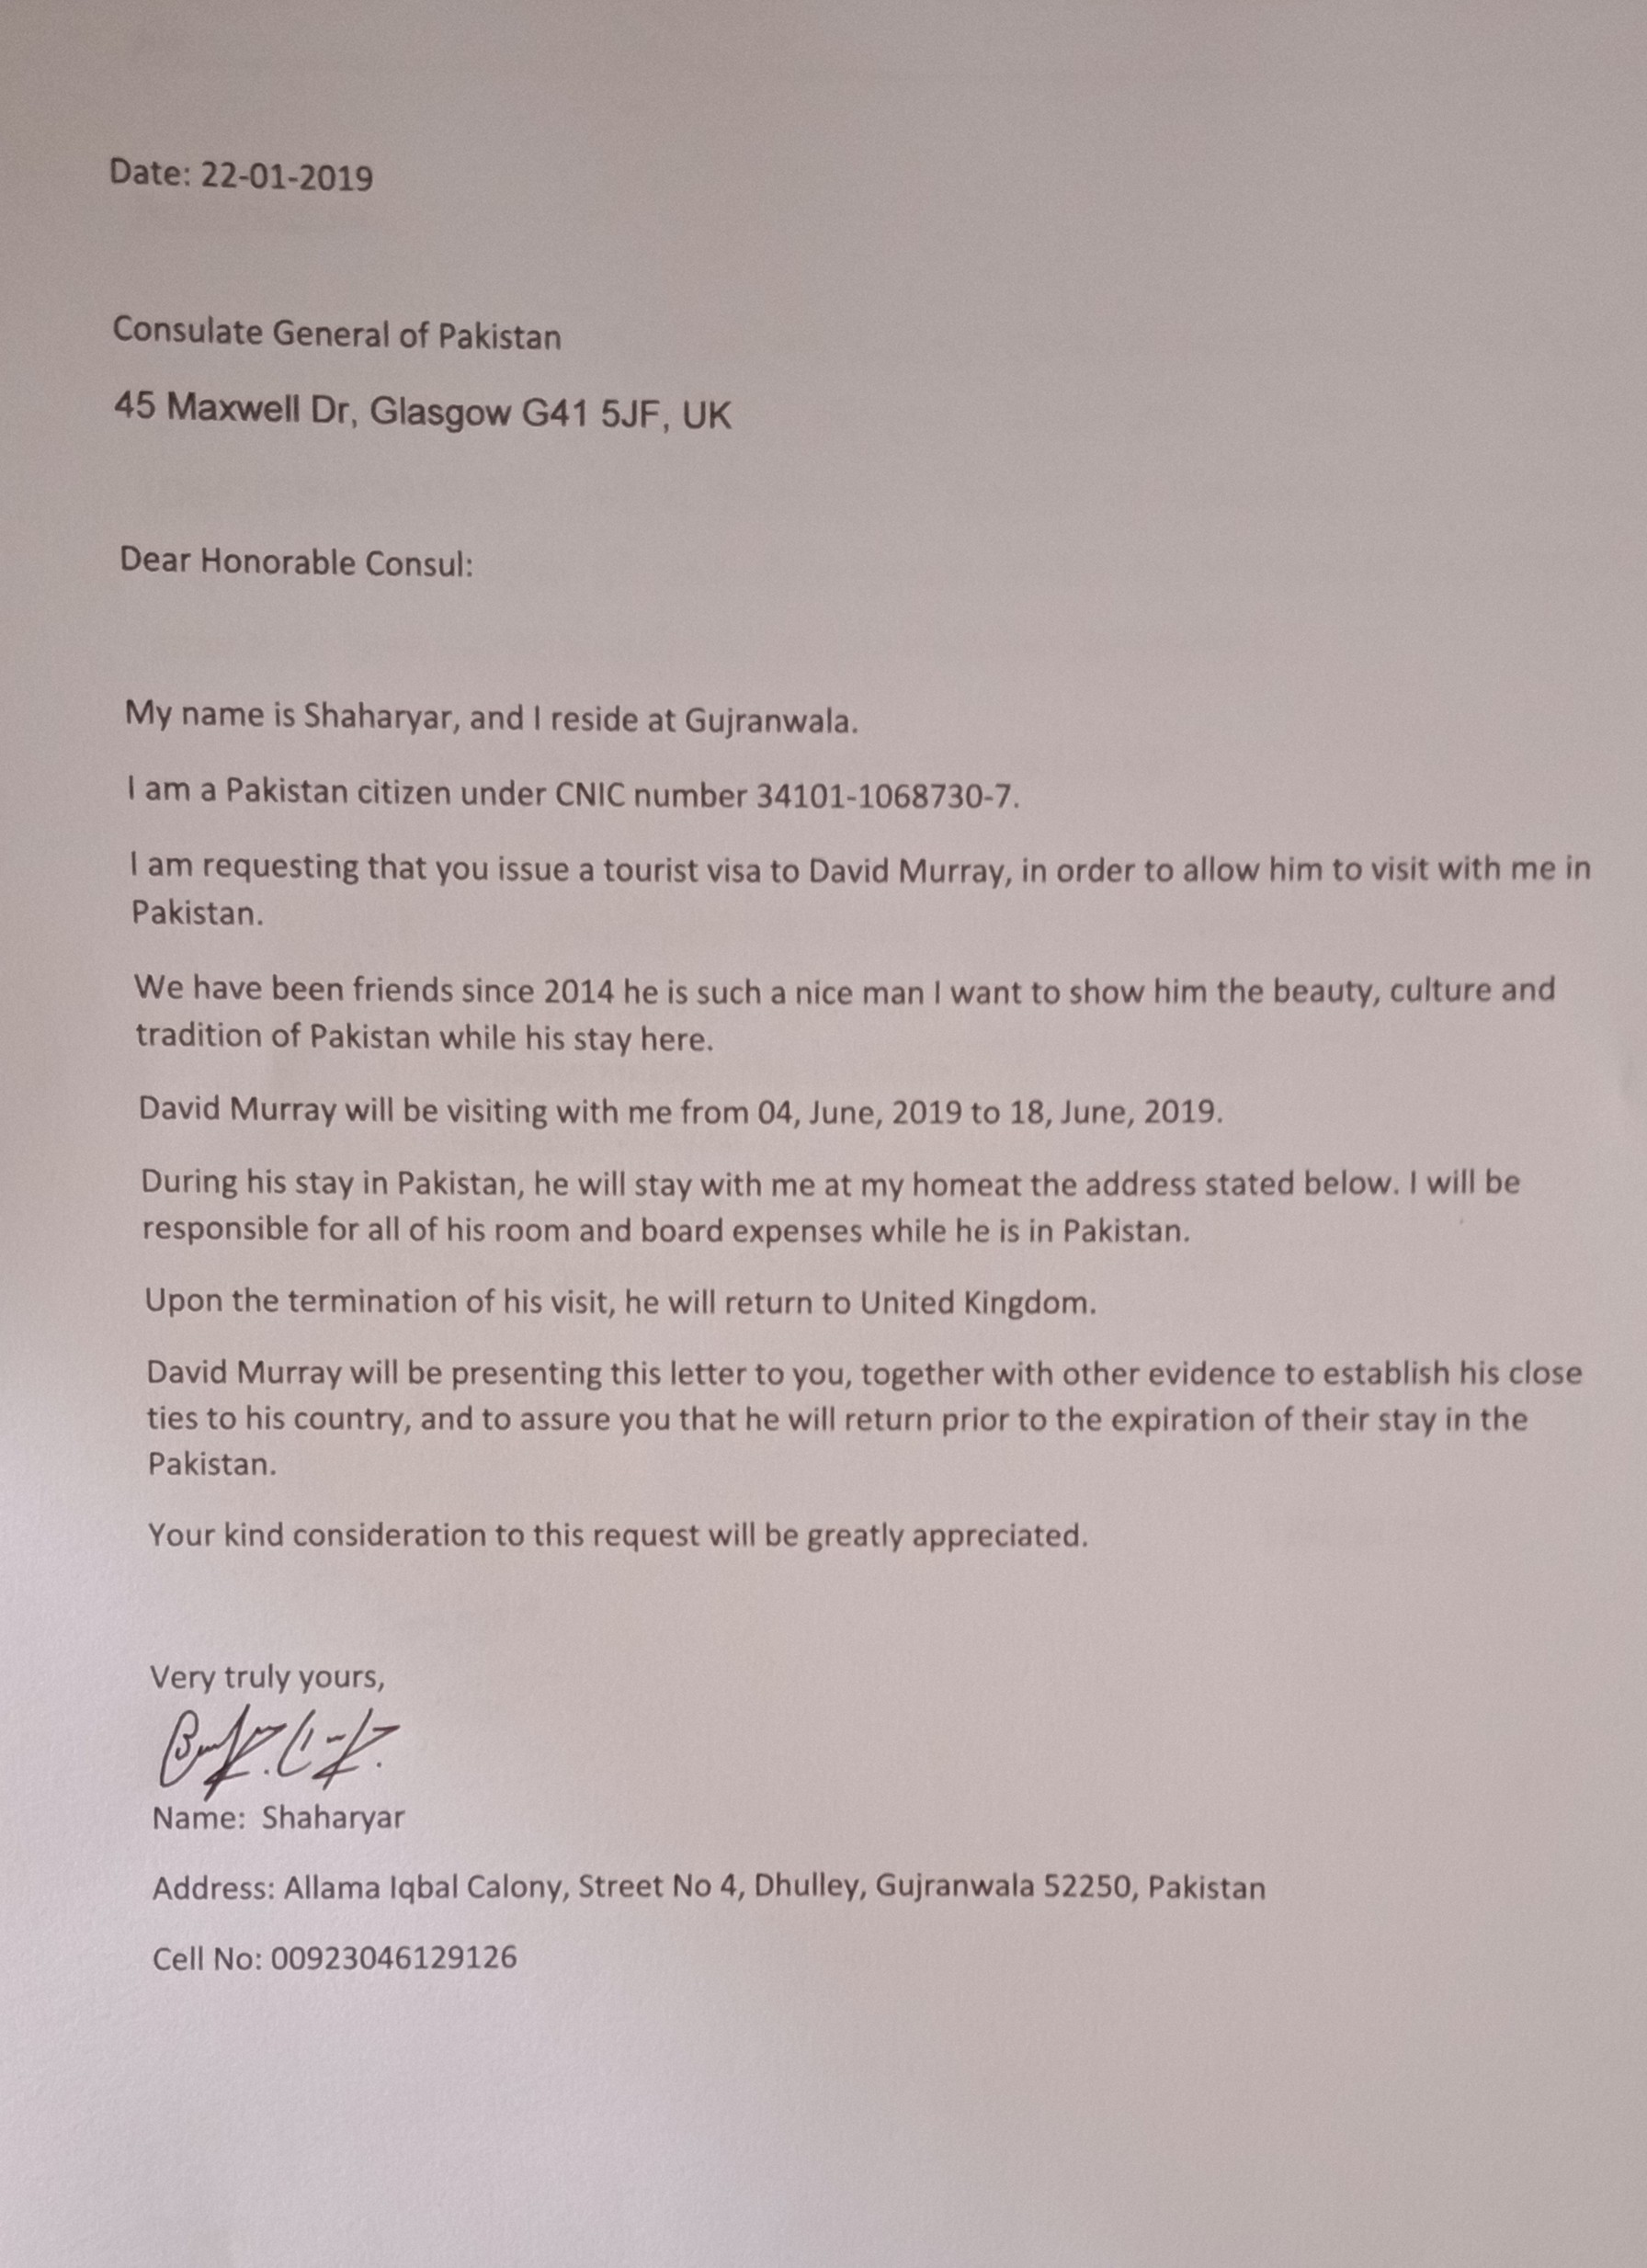 Date: 22-01-2019
Consulate General of Pakistan
45 Maxwell Dr, Glasgow G41 5JF, UK
Dear Honorable Consul:
My name is Shaharyar, and I reside at Gujranwala.
I am a Pakistan citizen under CNIC number 34101-1068730-7.
I am requesting that you issue a tourist visa to David Murray, in order to allow him to visit with me in
Pakistan.
We have been friends since 2014 he is such a nice man I want to show him the beauty, culture and
tradition of Pakistan while his stay here.
David Murray will be visiting with me from 04, June, 2019 to 18, June, 2019.
During his stay in Pakistan, he will stay with me at my homeat the address stated below. I will be
responsible for all of his room and board expenses while he is in Pakistan.
Upon the termination of his visit, he will return to United Kingdom.
David Murray will be presenting this letter to you, together with other evidence to establish his close
ties to his country, and to assure you that he will return prior to the expiration of their stay in the
Pakistan.
Your kind consideration to this request will be greatly appreciated.
Very truly yours,
Name:  Shaharyar
Address: Allama Iqbal Calony, Street No 4, Dhulley, Gujranwala 52250, Pakistan
Cell No: 00923046129126